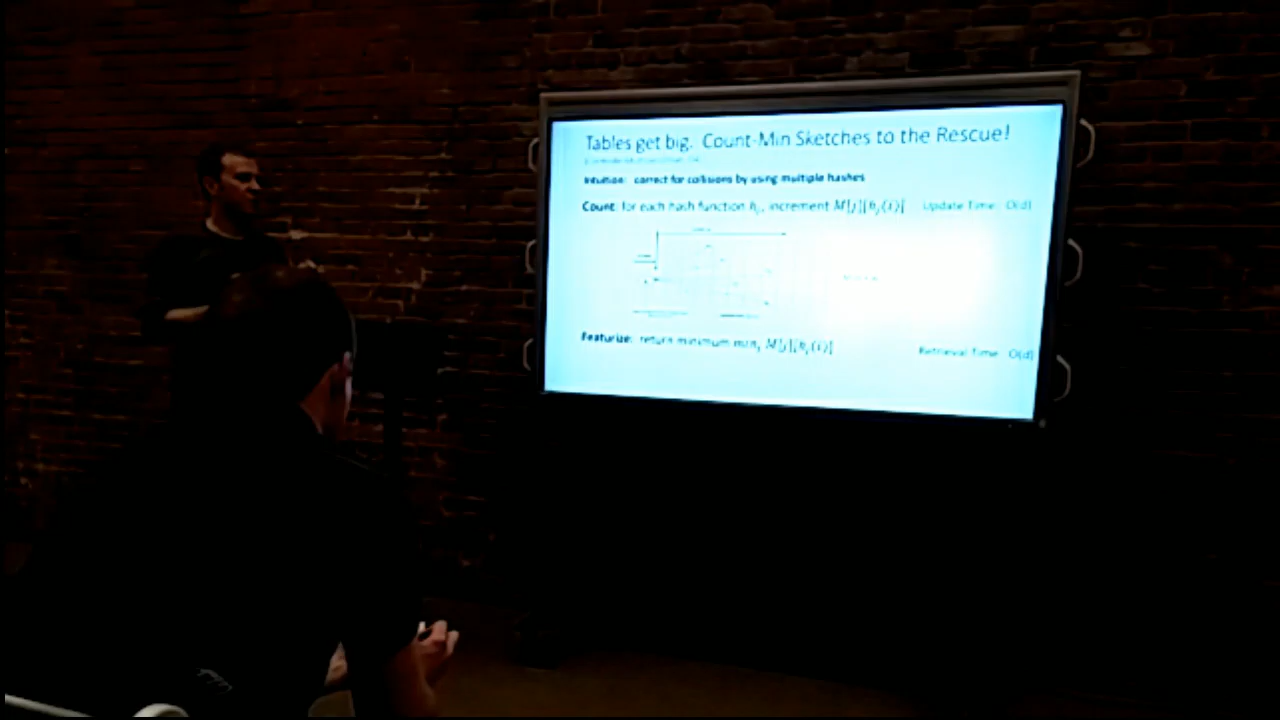 Tables get big. Count-Min Sketches to the Rescue!
Intuition: correct for collisions by using multiple hashes
Count: for each hash function hⱼ, increment M[j][hⱼ(i)] Update Time: O(d)
Featurize: return minimum minⱼ M[j][hⱼ(i)]
Retrieval Time: O(d)